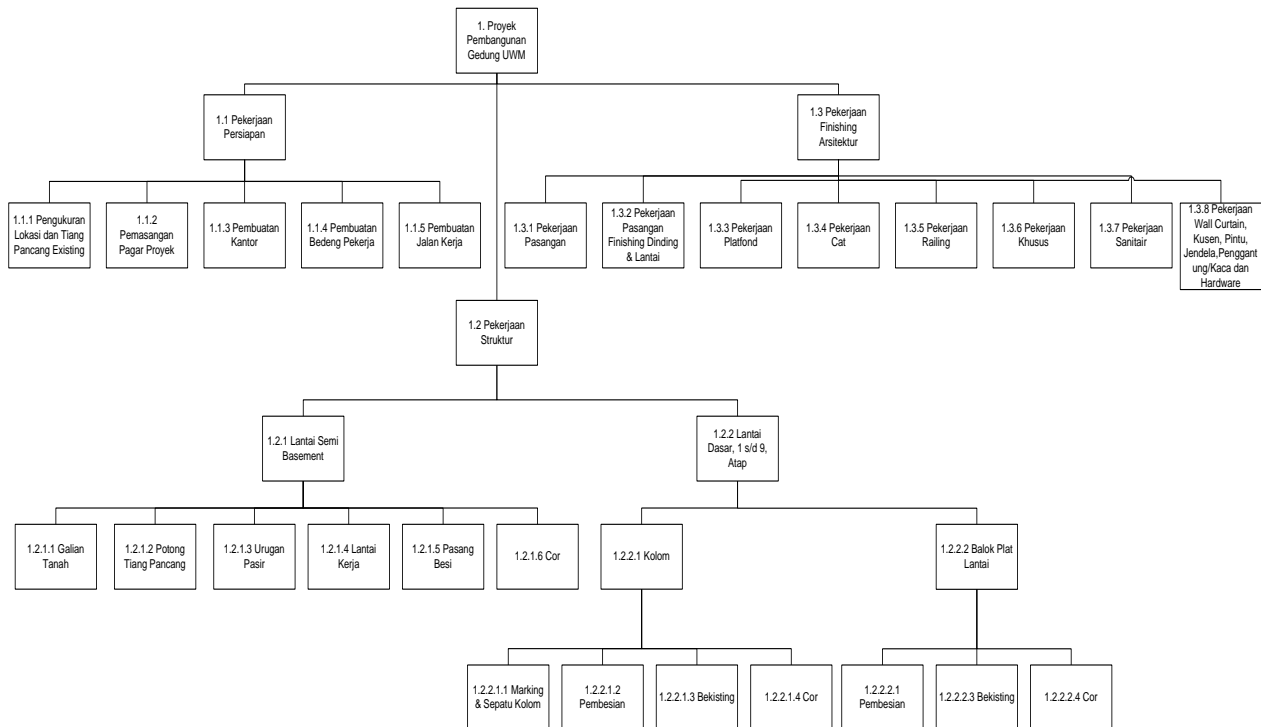 1. Proyek
Pembangunan
Gedung UWM
1.1 Pekerjaan
Persiapan
1.3 Pekerjaan
Finishing
Arsitektur
1.1.1 Pengukuran
Lokasi dan Tiang
Pancang Existing
1.1.2
Pemasangan
Pagar Proyek
1.1.3 Pembuatan
Kantor
1.1.4 Pembuatan
Bedeng Pekerja
1.1.5 Pembuatan
Jalan Kerja
1.3.1 Pekerjaan
Pasangan
1.3.2 Pekerjaan
Pasangan
Finishing Dinding
& Lantai
1.3.3 Pekerjaan
Platfond
1.3.4 Pekerjaan
Cat
1.3.5 Pekerjaan
Railing
1.3.6 Pekerjaan
Khusus
1.3.7 Pekerjaan
Sanitair
1.3.8 Pekerjaan
Wall Curtain,
Kusen, Pintu,
Jendela,Penggant
ung/Kaca dan
Hardware
1.2 Pekerjaan
Struktur
1.2.1 Lantai Semi
Basement
1.2.2 Lantai
Dasar, 1 s/d 9,
Atap
1.2.1.1 Galian
Tanah
1.2.1.2 Potong
Tiang Pancang
1.2.1.3 Urugan
Pasir
1.2.1.4 Lantai
Kerja
1.2.1.5 Pasang
Besi
1.2.1.6 Cor
1.2.2.1 Kolom
1.2.2.2 Balok Plat
Lantai
1.2.2.1.1 Marking
& Sepatu Kolom
1.2.2.1.2
Pembesian
1.2.2.1.3 Bekisting
1.2.2.1.4 Cor
1.2.2.2.1
Pembesian
1.2.2.2.3 Bekisting
1.2.2.2.4 Cor